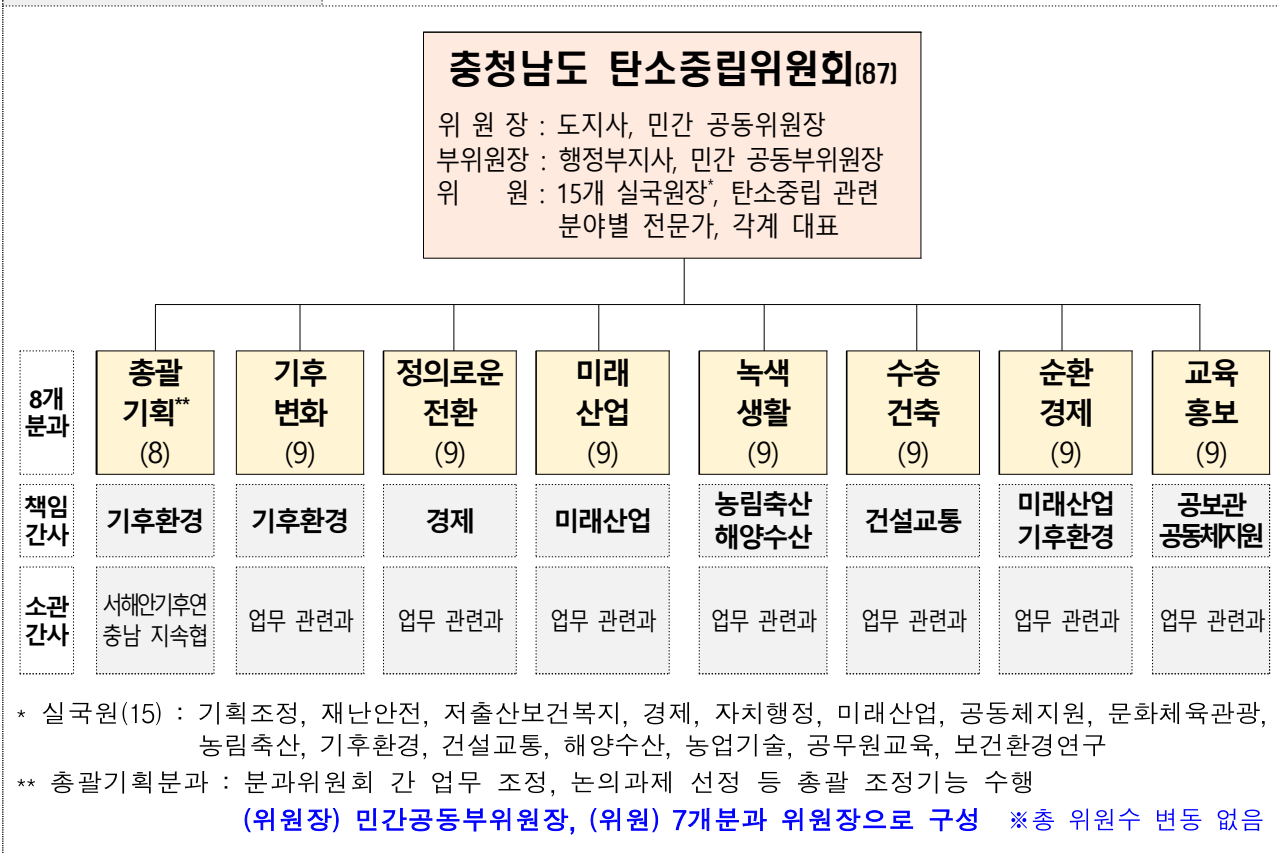 충청남도 탄소중립위원회(87)
위 원 장 : 도지사, 민간 공동위원장
부위원장 : 행정부지사, 민간 공동부위원장
위 원 : 15개 실국원장*, 탄소중립 관련
분야별 전문가, 각계 대표
8개
분과
총괄
기획**
(8)
기후
변화
(9)
정의로운
전환
(9)
미래
산업
(9)
녹색
생활
(9)
수송
건축
(9)
순환
경제
(9)
교육
홍보
(9)
책임
간사
기후환경
기후환경
경제
미래산업
농림축산
해양수산
건설교통
미래산업
기후환경
공보관
공동체지원
소관
간사
서해안기후연
충남 지속협
업무 관련과
업무 관련과
업무 관련과
업무 관련과
업무 관련과
업무 관련과
업무 관련과
* 실국원(15) : 기획조정, 재난안전, 저출산보건복지, 경제, 자치행정, 미래산업, 공동체지원, 문화체육관광,
농림축산, 기후환경, 건설교통, 해양수산, 농업기술, 공무원교육, 보건환경연구
** 총괄기획분과 : 분과위원회 간 업무 조정, 논의과제 선정 등 총괄 조정기능 수행
(위원장) 민간공동부위원장, (위원) 7개분과 위원장으로 구성 ※총 위원수 변동 없음